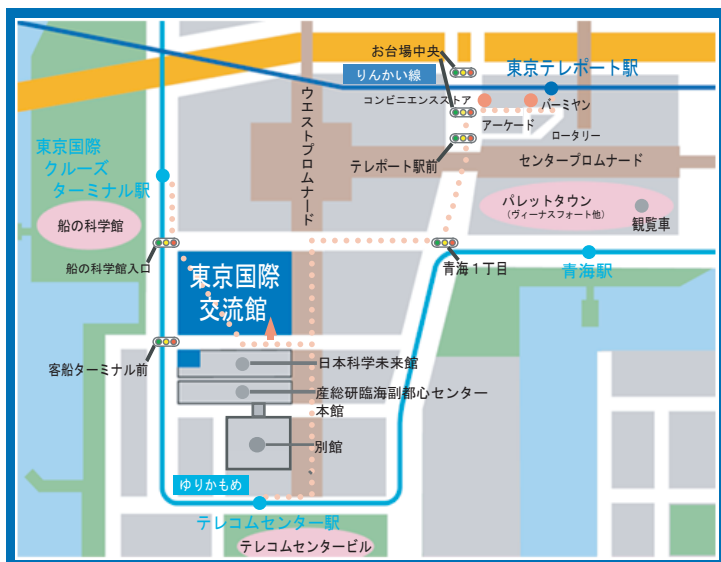 お台場中央
りんかい線
東京テレポート駅
コンビニエンスストア
バーミヤン
アーケード
ロータリー
ウエストプロムナード
テレポート駅前
センタープロムナード
東京国際
クルーズ
ターミナル駅
パレットタウン
(ヴィーナスフォート他)
観覧車
船の科学館
船の科学館入口
青海1丁目
青海駅
東京国際
交流館
客船ターミナル前
日本科学未来館
産総研臨海副都心センター
本館
別館
ゆりかもめ
テレコムセンター駅
テレコムセンタービル